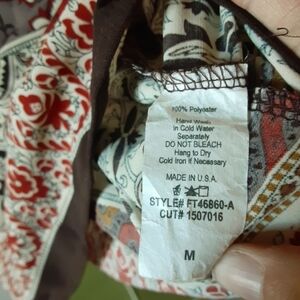 100% Polyester
Hand Wash
in Cold Water
Separately
DO NOT BLEACH
Hang to Dry
Cold Iron if Necessary
MADE IN U.S.A.
STYLE# FT46860-A
CUT# 1507016
M